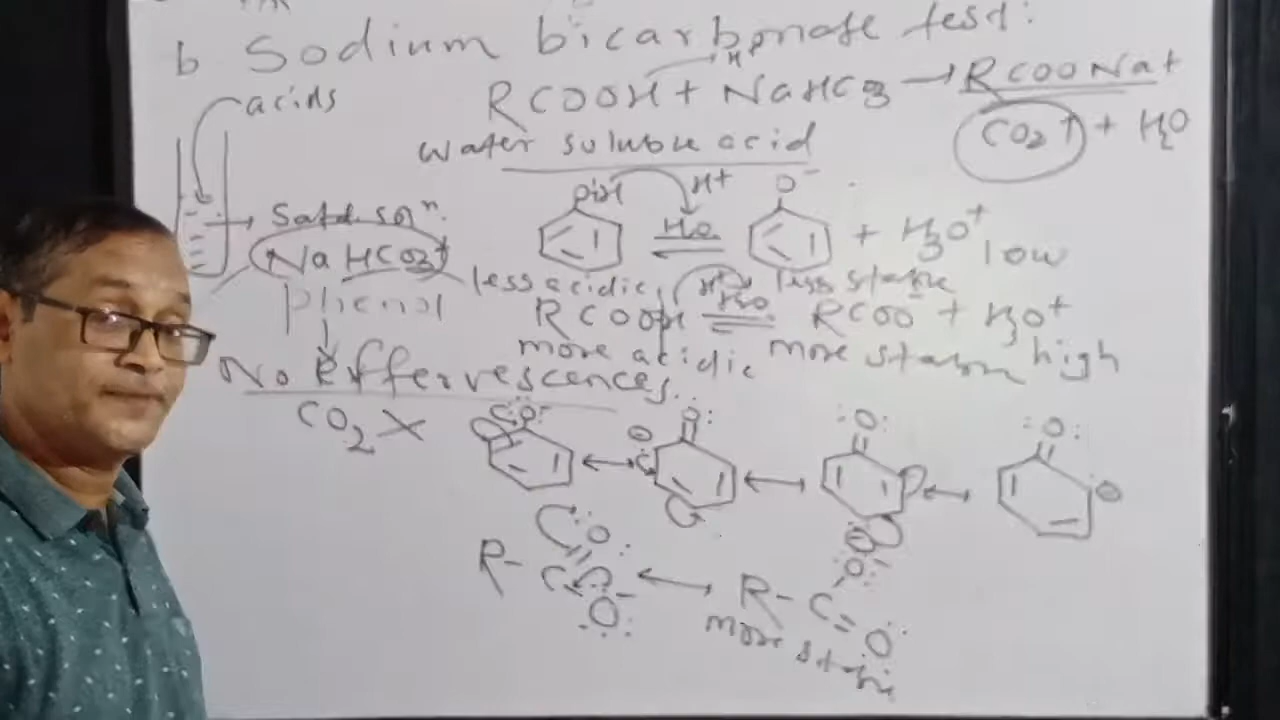 b Sodium bicarbonate test:
acids
RCOOH + NaHCO3 → RCOONa+
CO2↑ + H2O
water soluble acid
H+
O-
Satd. soln.
NaHCO3
H2O
+ H3O+ low
less acidic
less stable
phenol
H+
H2O
RCOOH ⇌ RCOO- + H3O+
more acidic more stable high
No effervescences.
CO2 X
:O: :O: :O:
R-C O
O
R-C-O
=O
more stable